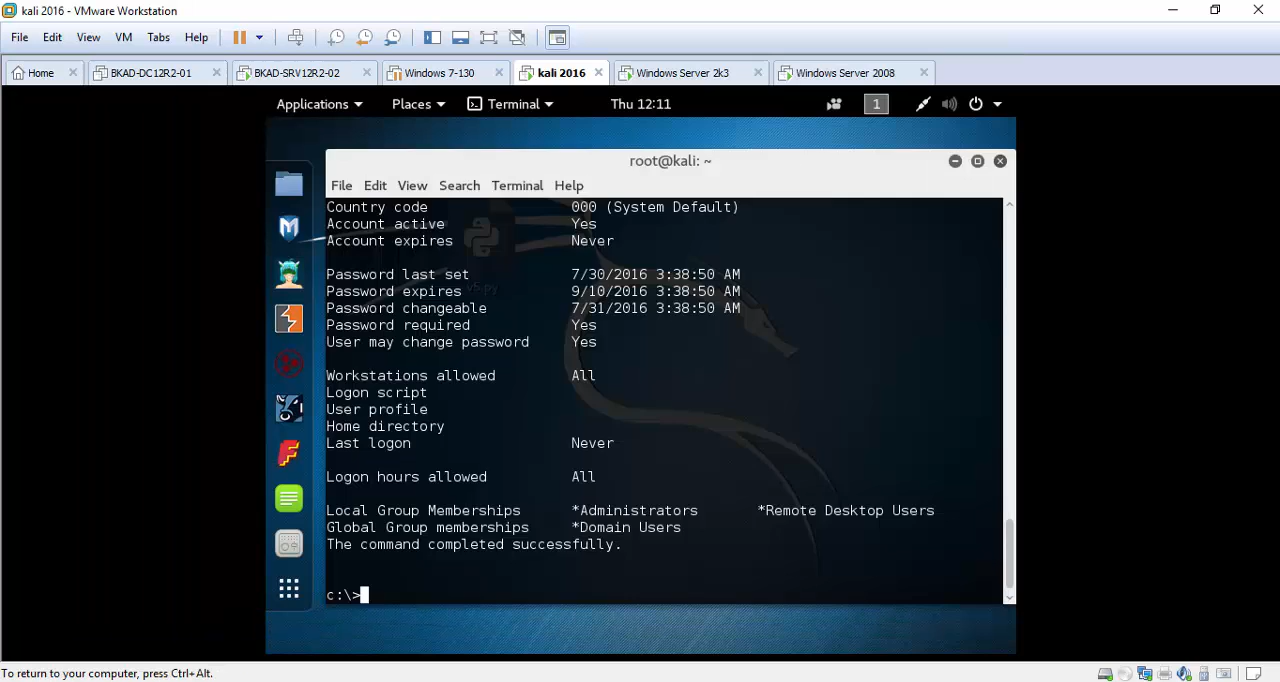 kali 2016 - VMware Workstation
File Edit View VM Tabs Help
Home BKAD-DC12R2-01 BKAD-SRV12R2-02 Windows 7-130 kali 2016 Windows Server 2k3 Windows Server 2008
Applications Places Terminal Thu 12:11 1
root@kali: ~
File Edit View Search Terminal Help
Country code 000 (System Default)
Account active Yes
Account expires Never
Password last set 7/30/2016 3:38:50 AM
v5.py
Password expires 9/10/2016 3:38:50 AM
Password changeable 7/31/2016 3:38:50 AM
Password required Yes
User may change password Yes
Workstations allowed All
Logon script
User profile
Home directory
Last logon Never
Logon hours allowed All
Local Group Memberships *Administrators *Remote Desktop Users
Global Group memberships *Domain Users
The command completed successfully.
c:\>
To return to your computer, press Ctrl+Alt.